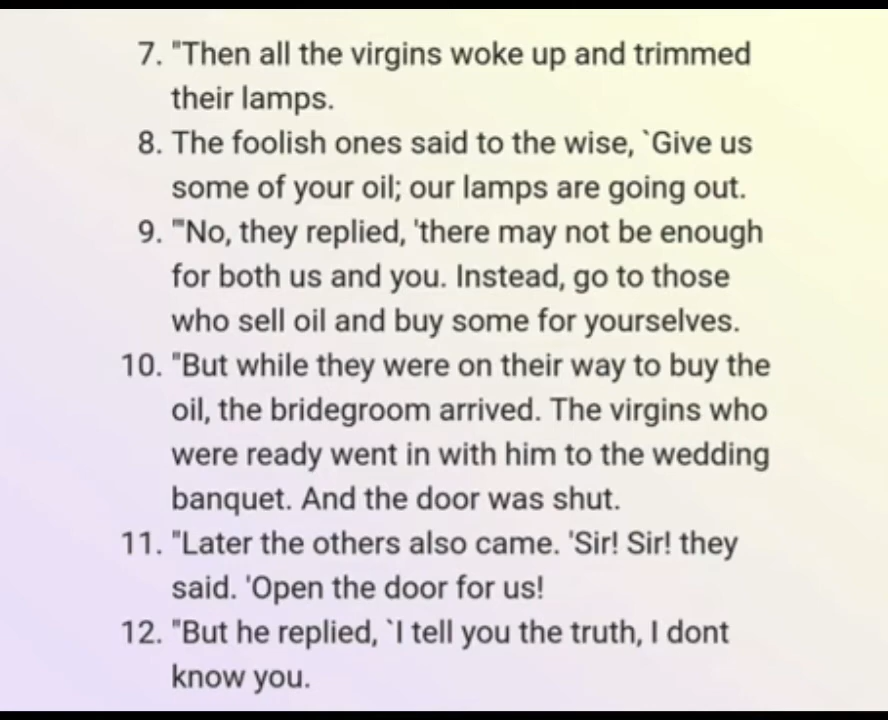 7. "Then all the virgins woke up and trimmed
their lamps.
8. The foolish ones said to the wise, `Give us
some of your oil; our lamps are going out.
9. "'No, they replied, 'there may not be enough
for both us and you. Instead, go to those
who sell oil and buy some for yourselves.
10. "But while they were on their way to buy the
oil, the bridegroom arrived. The virgins who
were ready went in with him to the wedding
banquet. And the door was shut.
11. "Later the others also came. 'Sir! Sir! they
said. 'Open the door for us!
12. "But he replied, `I tell you the truth, I dont
know you.